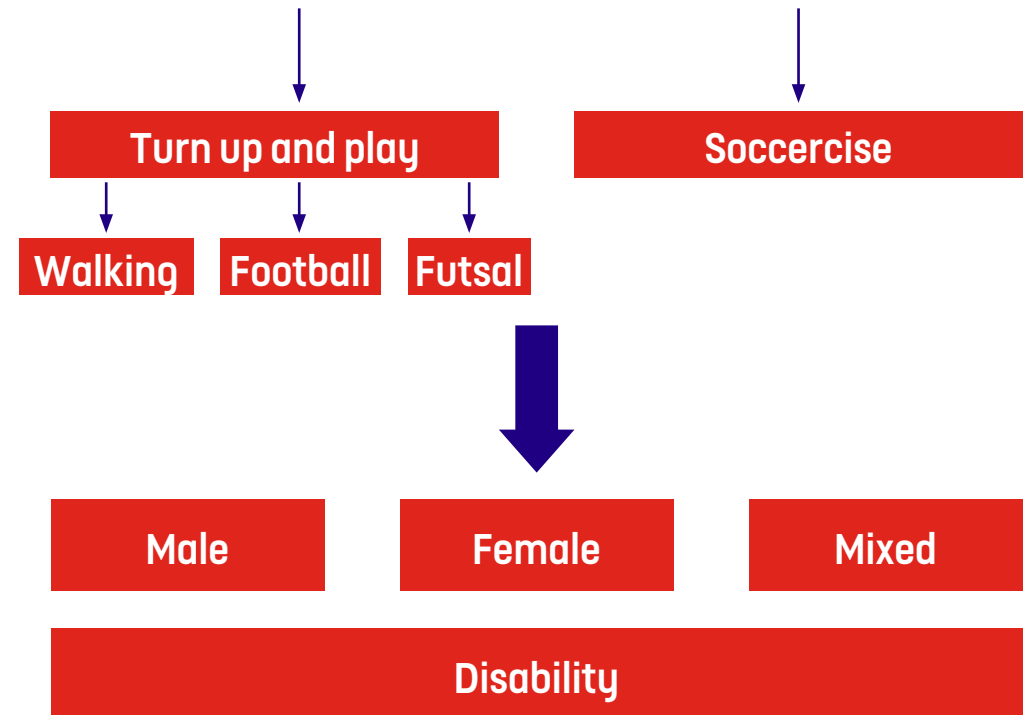 Turn up and play
Soccercise
Walking
Football
Futsal
Male
Female
Mixed
Disability